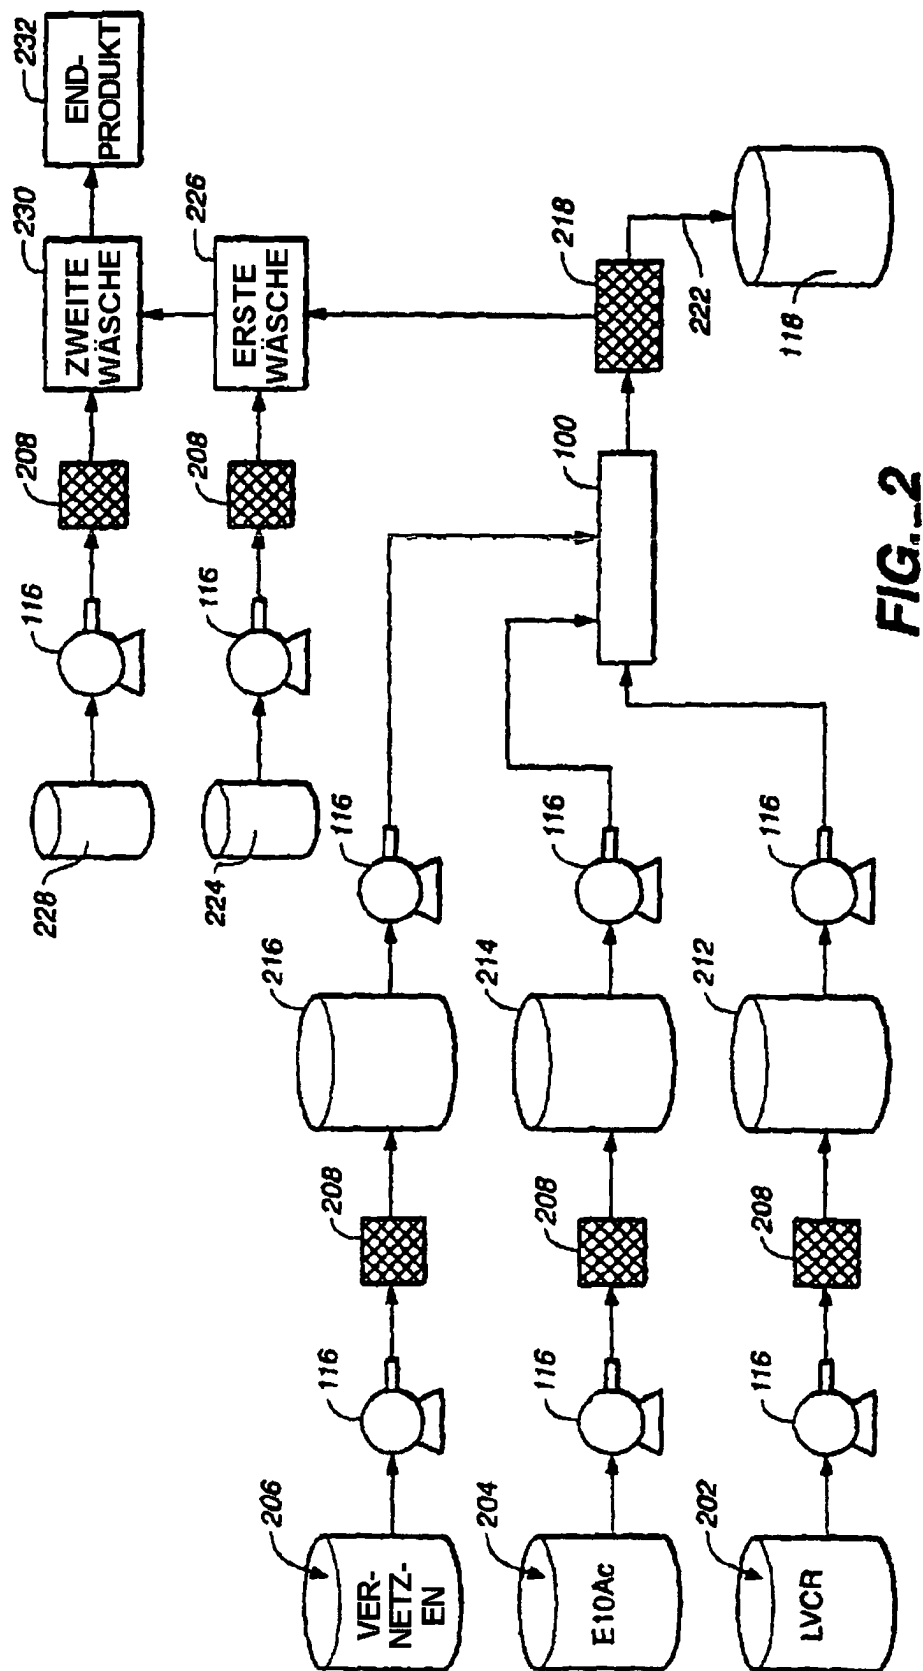 232
END-
PRODUKT
230
ZWEITE
WÄSCHE
208
116
228
226
ERSTE
WÄSCHE
208
116
224
218
222
118
100
116
216
208
116
206
VER-
NETZ-
EN
116
214
208
116
204
E10Ac
116
212
208
116
202
LVCR
FIG._2